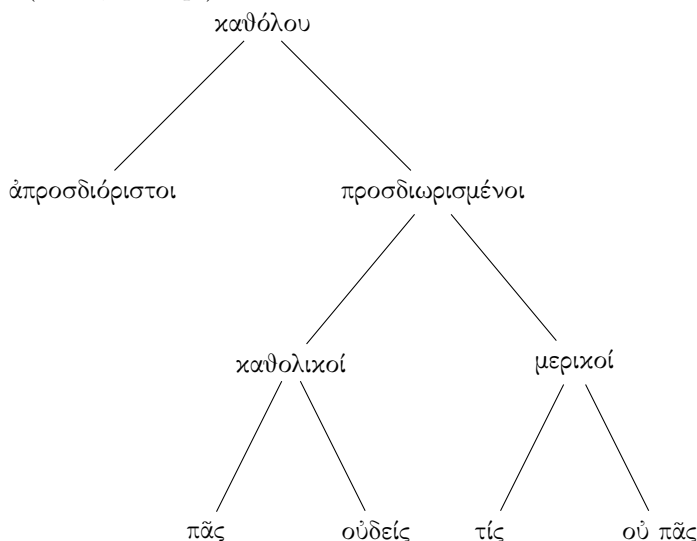 καθόλου
ἀπροσδιόριστοι προσδιωρισμένοι
καθολικοί μερικοί
πᾶς οὐδείς τίς οὐ πᾶς